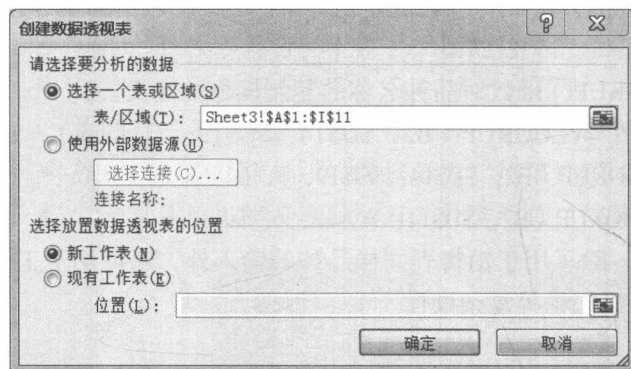 创建数据透视表
请选择要分析的数据
选择一个表或区域(S)
表/区域(T): Sheet3!$A$1:$I$11
使用外部数据源(U)
选择连接(C)...
连接名称:
选择放置数据透视表的位置
新工作表(N)
现有工作表(E)
位置(L):
确定 取消